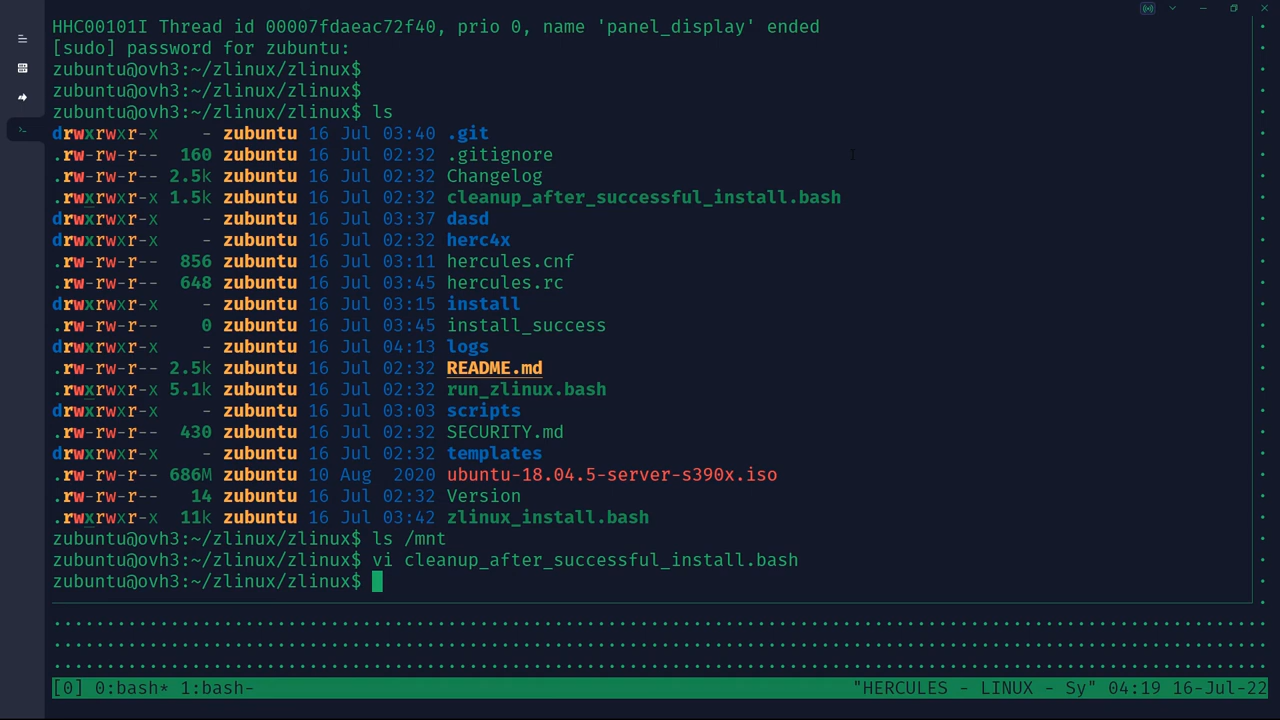 HHC00101I Thread id 00007fdaeac72f40, prio 0, name 'panel_display' ended
[sudo] password for zubuntu:
zubuntu@ovh3:~/zlinux/zlinux$
zubuntu@ovh3:~/zlinux/zlinux$
zubuntu@ovh3:~/zlinux/zlinux$ ls
drwxrwxr-x   - zubuntu 16 Jul 03:40 .git
.rw-rw-r-- 160 zubuntu 16 Jul 02:32 .gitignore
.rw-rw-r-- 2.5k zubuntu 16 Jul 02:32 Changelog
.rwxrwxr-x 1.5k zubuntu 16 Jul 02:32 cleanup_after_successful_install.bash
drwxrwxr-x   - zubuntu 16 Jul 03:37 dasd
drwxrwxr-x   - zubuntu 16 Jul 02:32 herc4x
.rw-rw-r-- 856 zubuntu 16 Jul 03:11 hercules.cnf
.rw-rw-r-- 648 zubuntu 16 Jul 03:45 hercules.rc
drwxrwxr-x   - zubuntu 16 Jul 03:15 install
.rw-rw-r--   0 zubuntu 16 Jul 03:45 install_success
drwxrwxr-x   - zubuntu 16 Jul 04:13 logs
.rw-rw-r-- 2.5k zubuntu 16 Jul 02:32 README.md
.rwxrwxr-x 5.1k zubuntu 16 Jul 02:32 run_zlinux.bash
drwxrwxr-x   - zubuntu 16 Jul 03:03 scripts
.rw-rw-r-- 430 zubuntu 16 Jul 02:32 SECURITY.md
drwxrwxr-x   - zubuntu 16 Jul 02:32 templates
.rw-rw-r-- 686M zubuntu 10 Aug  2020 ubuntu-18.04.5-server-s390x.iso
.rw-rw-r--  14 zubuntu 16 Jul 02:32 Version
.rwxrwxr-x 11k zubuntu 16 Jul 03:42 zlinux_install.bash
zubuntu@ovh3:~/zlinux/zlinux$ ls /mnt
zubuntu@ovh3:~/zlinux/zlinux$ vi cleanup_after_successful_install.bash
zubuntu@ovh3:~/zlinux/zlinux$
[0] 0:bash* 1:bash- "HERCULES - LINUX - Sy" 04:19 16-Jul-22